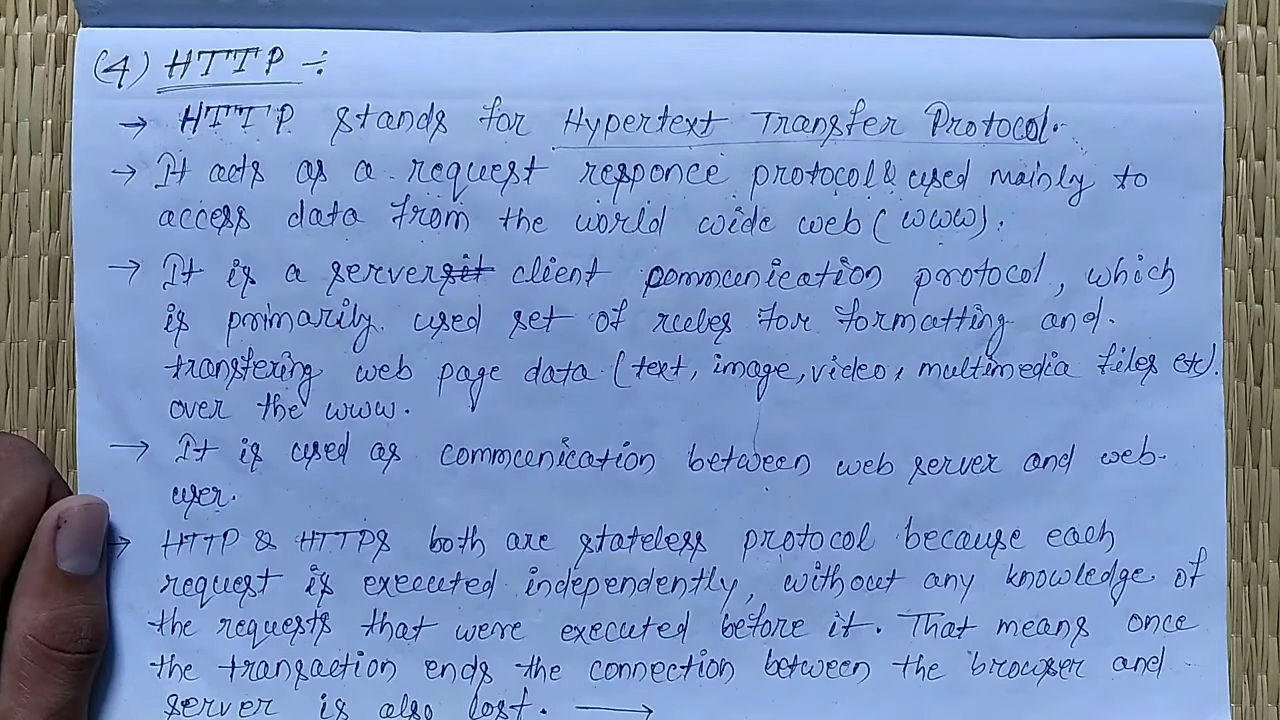 (4) HTTP ÷
→ HTTP stands for Hypertext Transfer Protocol.
→ It acts as a request responce protocol & used mainly to
access data from the world wide web (www).
→ It is a server client communication protocol, which
is primarily used set of rules for formatting and
transfering web page data (text, image, video, multimedia files etc).
over the www.
→ It is used as communication between web server and web-
user.
→ HTTP & HTTPS both are stateless protocol because each
request is executed independently, without any knowledge of
the requests that were executed before it. That means once
the transaction ends the connection between the browser and
server is also lost. →